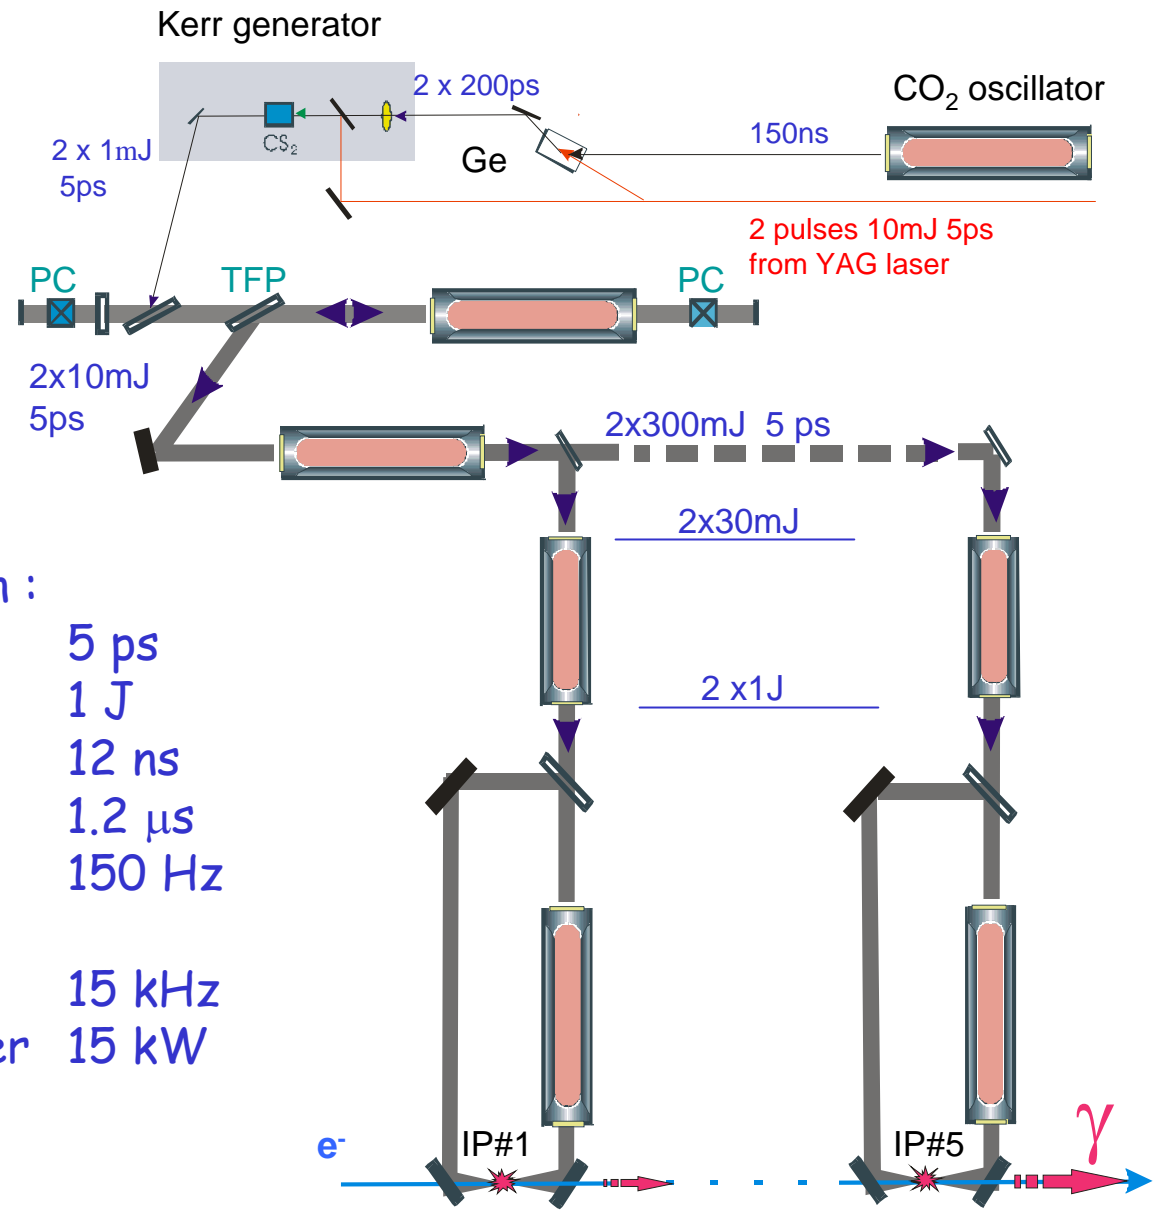 Kerr generator
2 x 200ps
CO₂ oscillator
150ns
CS₂
Ge
2 x 1mJ
5ps
2 pulses 10mJ 5ps
from YAG laser
PC
TFP
PC
2x10mJ
5ps
2x300mJ 5 ps
2x30mJ
:
5 ps
1 J
2 x1J
12 ns
1.2 μs
150 Hz
15 kHz
15 kW
e⁻
IP#1
IP#5
γ